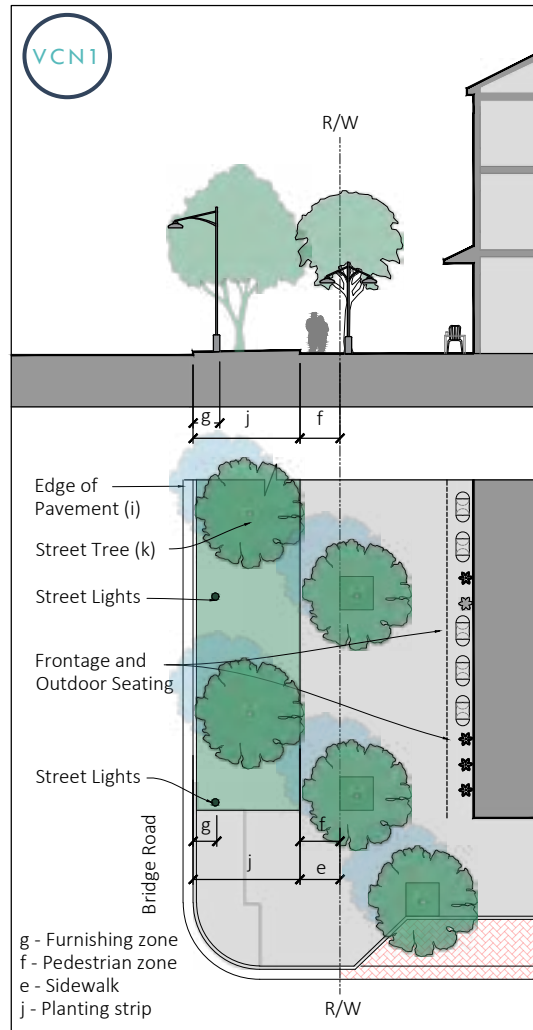 VCN1
R/W
g
j
f
Edge of
Pavement (i)
Street Tree (k)
Street Lights
Frontage and
Outdoor Seating
Street Lights
g
f
j
e
Bridge Road
g - Furnishing zone
f - Pedestrian zone
e - Sidewalk
j - Planting strip
R/W